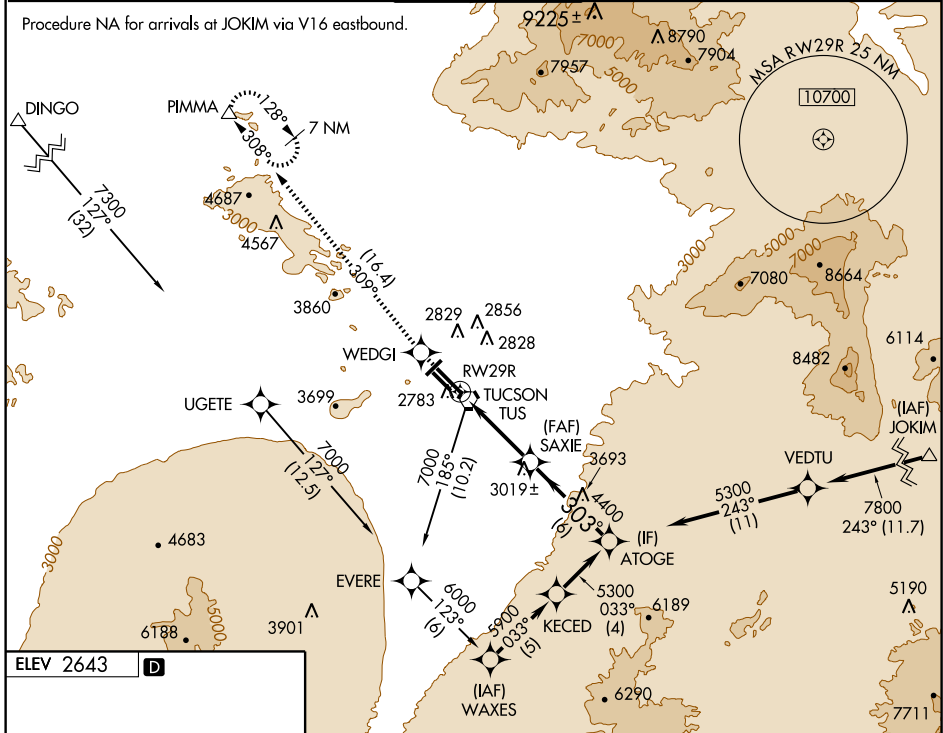 Procedure NA for arrivals at JOKIM via V16 eastbound.
9225±
8790
7000
7904
7957
5000
MSA RW29R 25 NM
10700
DINGO
PIMMA
128°
7 NM
308°
7300
127°
(32)
4687
3000
4567
(16.4)
309°
3860
3000
5000
7000
8664
7080
2829
2856
2828
WEDGI
6114
8482
RW29R
TUCSON
TUS
2783
UGETE
3699
(FAF)
SAXIE
(IAF)
JOKIM
VEDTU
7000
127°
(12.5)
7000
185°
(10.2)
3019±
3693
4400
303°
(6)
5300
243°
(11)
7800
243° (11.7)
(IF)
ATOGE
3000
4683
EVERE
6000
123°
(6)
5900
033°
(5)
KECED
5300
033°
(4)
6189
5190
5000
6188
3901
ELEV 2643
D
(IAF)
WAXES
6290
7711